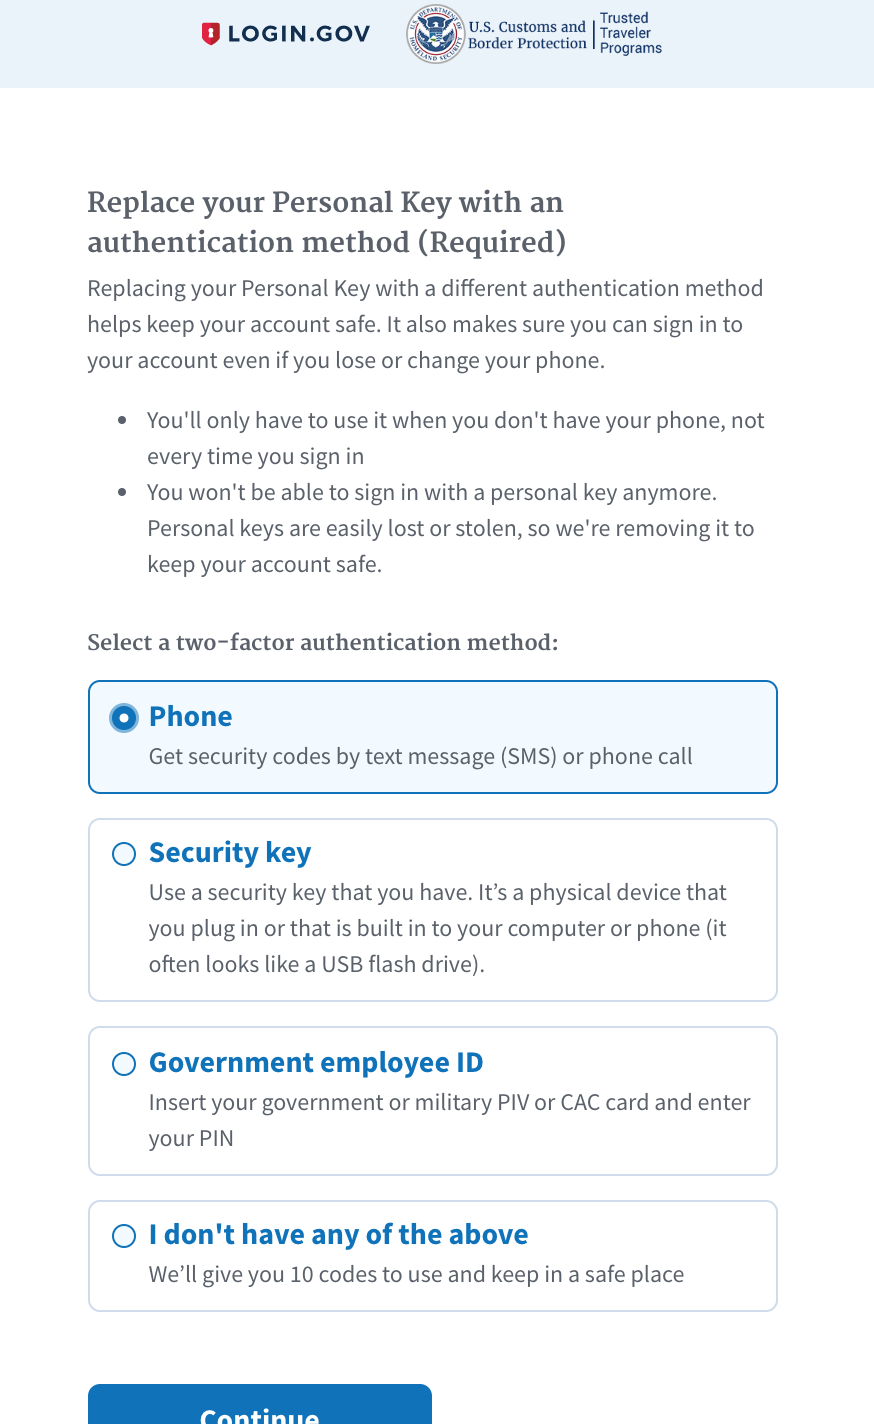 LOGIN.GOV
U.S. Customs and
Border Protection
Trusted
Traveler
Programs
Replace your Personal Key with an
authentication method (Required)
Replacing your Personal Key with a different authentication method
helps keep your account safe. It also makes sure you can sign in to
your account even if you lose or change your phone.
• You'll only have to use it when you don't have your phone, not
every time you sign in
• You won't be able to sign in with a personal key anymore.
Personal keys are easily lost or stolen, so we're removing it to
keep your account safe.
Select a two-factor authentication method:
Phone
Get security codes by text message (SMS) or phone call
Security key
Use a security key that you have. It’s a physical device that
you plug in or that is built in to your computer or phone (it
often looks like a USB flash drive).
Government employee ID
Insert your government or military PIV or CAC card and enter
your PIN
I don't have any of the above
We’ll give you 10 codes to use and keep in a safe place
Continue